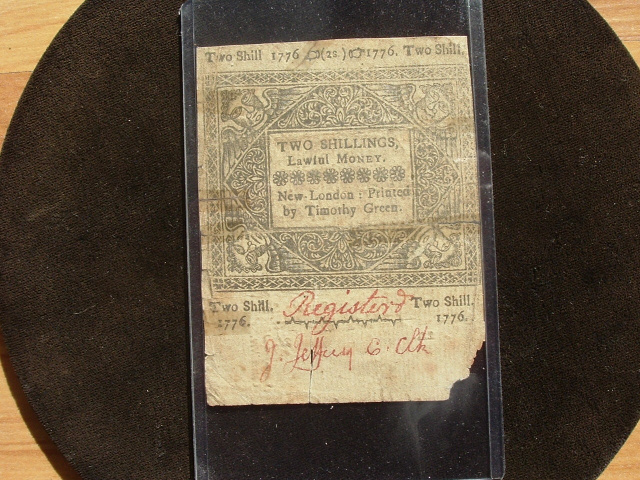 Two Shill 1776 (2s) 1776. Two Shill.
TWO SHILLINGS,
Lawful MONEY.
New-London: Printed
by Timothy Green.
Two Shill. Registerd Two Shill.
1776. 1776.
J. Jeffery C. Clk